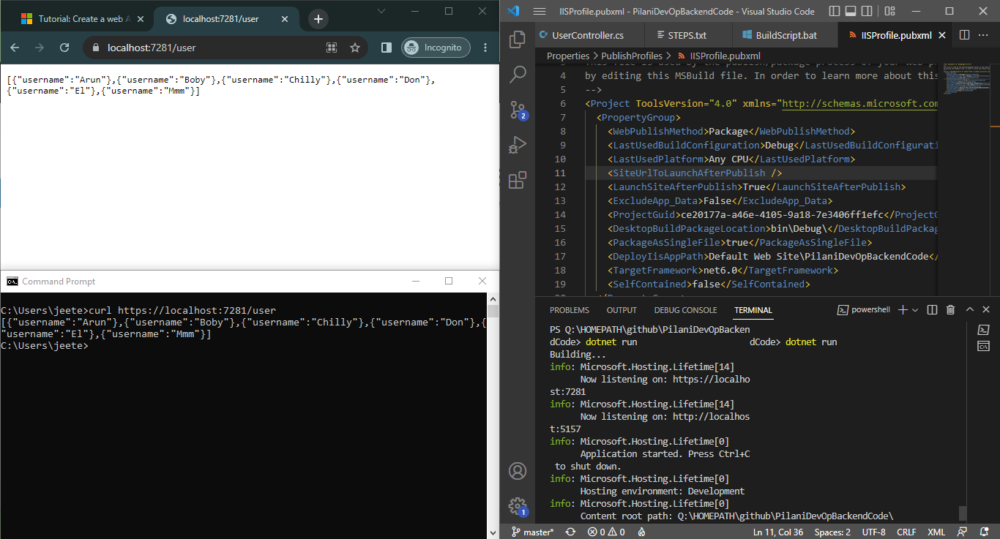 Tutorial: Create a web A
localhost:7281/user
localhost:7281/user
Incognito
[{"username":"Arun"},{"username":"Boby"},{"username":"Chilly"},{"username":"Don"},
{"username":"El"},{"username":"Mmm"}]
Command Prompt
C:\Users\jeete>curl https://localhost:7281/user
[{"username":"Arun"},{"username":"Boby"},{"username":"Chilly"},{"username":"Don"},{
"username":"El"},{"username":"Mmm"}]
C:\Users\jeete>
IISProfile.pubxml - PilaniDevOpBackendCode - Visual Studio Code
UserController.cs
STEPS.txt
BuildScript.bat
IISProfile.pubxml
Properties > PublishProfiles > IISProfile.pubxml
4 by editing this MSBuild file. In order to learn more about this
5 -->
6 <Project ToolsVersion="4.0" xmlns="http://schemas.microsoft.com
7 <PropertyGroup>
8 <WebPublishMethod>Package</WebPublishMethod>
9 <LastUsedBuildConfiguration>Debug</LastUsedBuildConfigurati
10 <LastUsedPlatform>Any CPU</LastUsedPlatform>
11 <SiteUrlToLaunchAfterPublish />
12 <LaunchSiteAfterPublish>True</LaunchSiteAfterPublish>
13 <ExcludeApp_Data>False</ExcludeApp_Data>
14 <ProjectGuid>ce20177a-a46e-4105-9a18-7e3406ff1efc</ProjectG
15 <DesktopBuildPackageLocation>bin\Debug\</DesktopBuildPackag
16 <PackageAsSingleFile>true</PackageAsSingleFile>
17 <DeployIisAppPath>Default Web Site\PilaniDevOpBackendCode</
18 <TargetFramework>net6.0</TargetFramework>
19 <SelfContained>false</SelfContained>
PROBLEMS
OUTPUT
DEBUG CONSOLE
TERMINAL
powershell
PS Q:\HOMEPATH\github\PilaniDevOpBacken
dCode> dotnet run dCode> dotnet run
Building...
info: Microsoft.Hosting.Lifetime[14]
Now listening on: https://localho
st:7281
info: Microsoft.Hosting.Lifetime[14]
Now listening on: http://localhos
t:5157
info: Microsoft.Hosting.Lifetime[0]
Application started. Press Ctrl+C
to shut down.
info: Microsoft.Hosting.Lifetime[0]
Hosting environment: Development
info: Microsoft.Hosting.Lifetime[0]
Content root path: Q:\HOMEPATH\github\PilaniDevOpBackendCode\
2
1
master*
0
0
Ln 11, Col 36
Spaces: 2
UTF-8
CRLF
XML